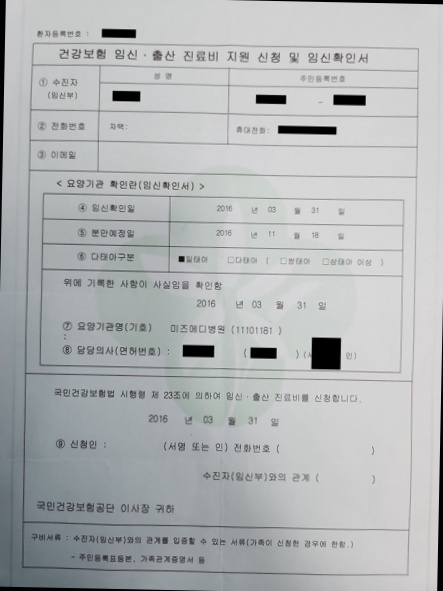 환자등록번호 :
건강보험 임신 · 출산 진료비 지원 신청 및 임신확인서
① 수진자
(임신부)
성 명
주민등록번호
–
② 전화번호
자택:
휴대전화:
③ 이메일
< 요양기관 확인란(임신확인서) >
④ 임신확인일
2016 년 03 월 31 일
⑤ 분만예정일
2016 년 11 월 18 일
⑥ 다태아구분
■일태아 □다태아 ( □쌍태아 □삼태아 이상 )
위에 기록한 사항이 사실임을 확인함
2016 년 03 월 31 일
⑦ 요양기관명(기호) 미즈메디병원 (11101181 )
:
⑧ 담당의사(면허번호) : ( ) (서 인)
국민건강보험법 시행령 제 23조에 의하여 임신 · 출산 진료비를 신청합니다.
2016 년 03 월 31 일
⑨ 신청인 : (서명 또는 인) 전화번호 ( )
수진자(임신부)와의 관계 ( )
국민건강보험공단 이사장 귀하
구비서류 : 수진자(임신부)와의 관계를 입증할 수 있는 서류(가족이 신청한 경우에 한함.)
- 주민등록표등본, 가족관계증명서 등